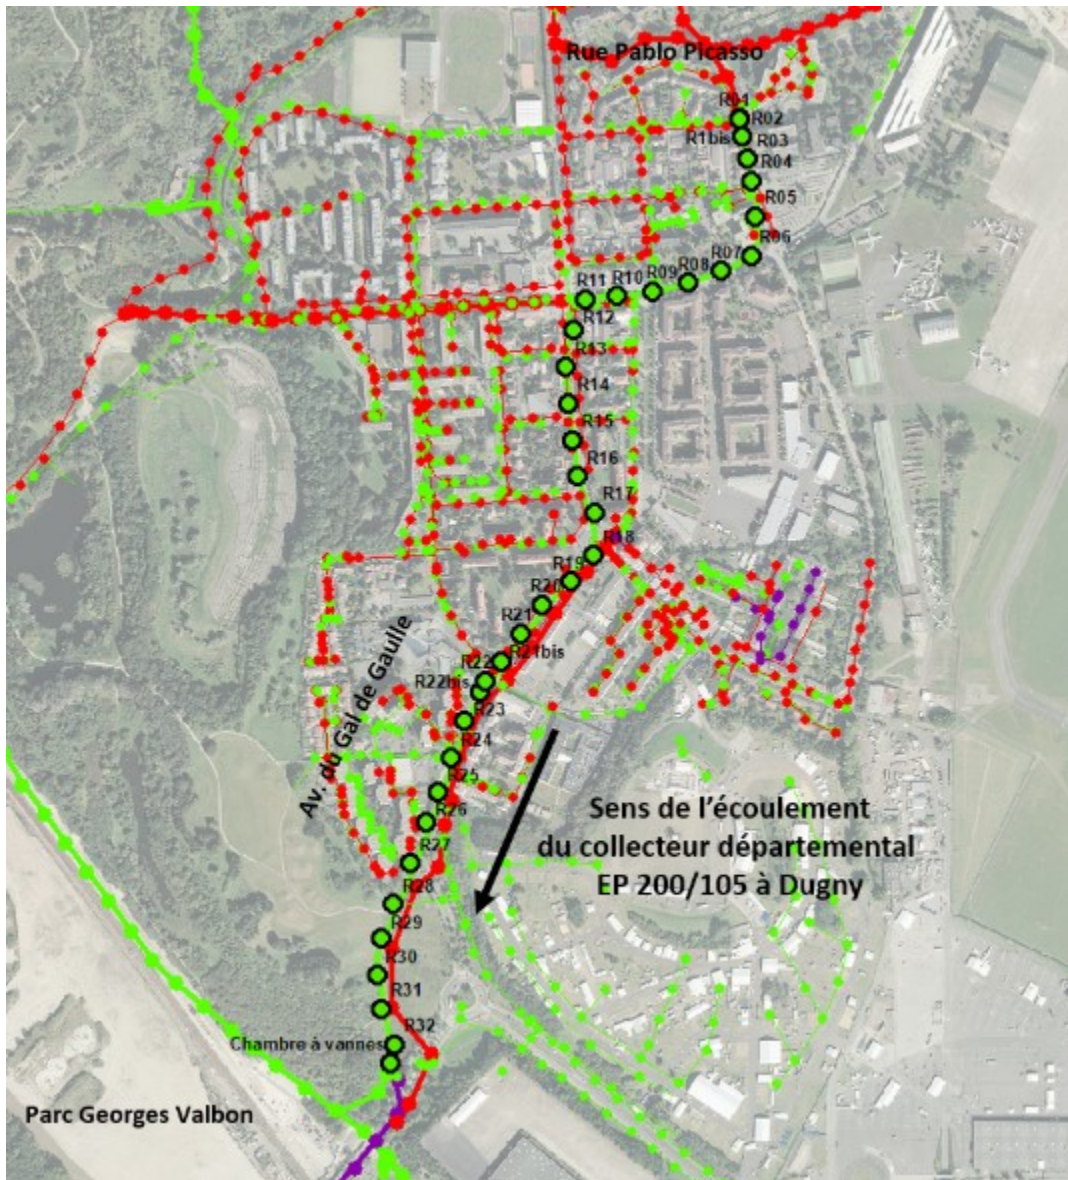 Rue Pablo Picasso
R01
R02
R1bis
R03
R04
R05
R06
R07
R08
R09
R10
R11
R12
R13
R14
R15
R16
R17
R18
R19
R20
R21
R21bis
R22
R22bis
R23
R24
R25
R26
R27
R28
R29
R30
R31
R32
Chambre à vannes
Av. du Gal de Gaulle
Sens de l'écoulement
du collecteur départemental
EP 200/105 à Dugny
Parc Georges Valbon